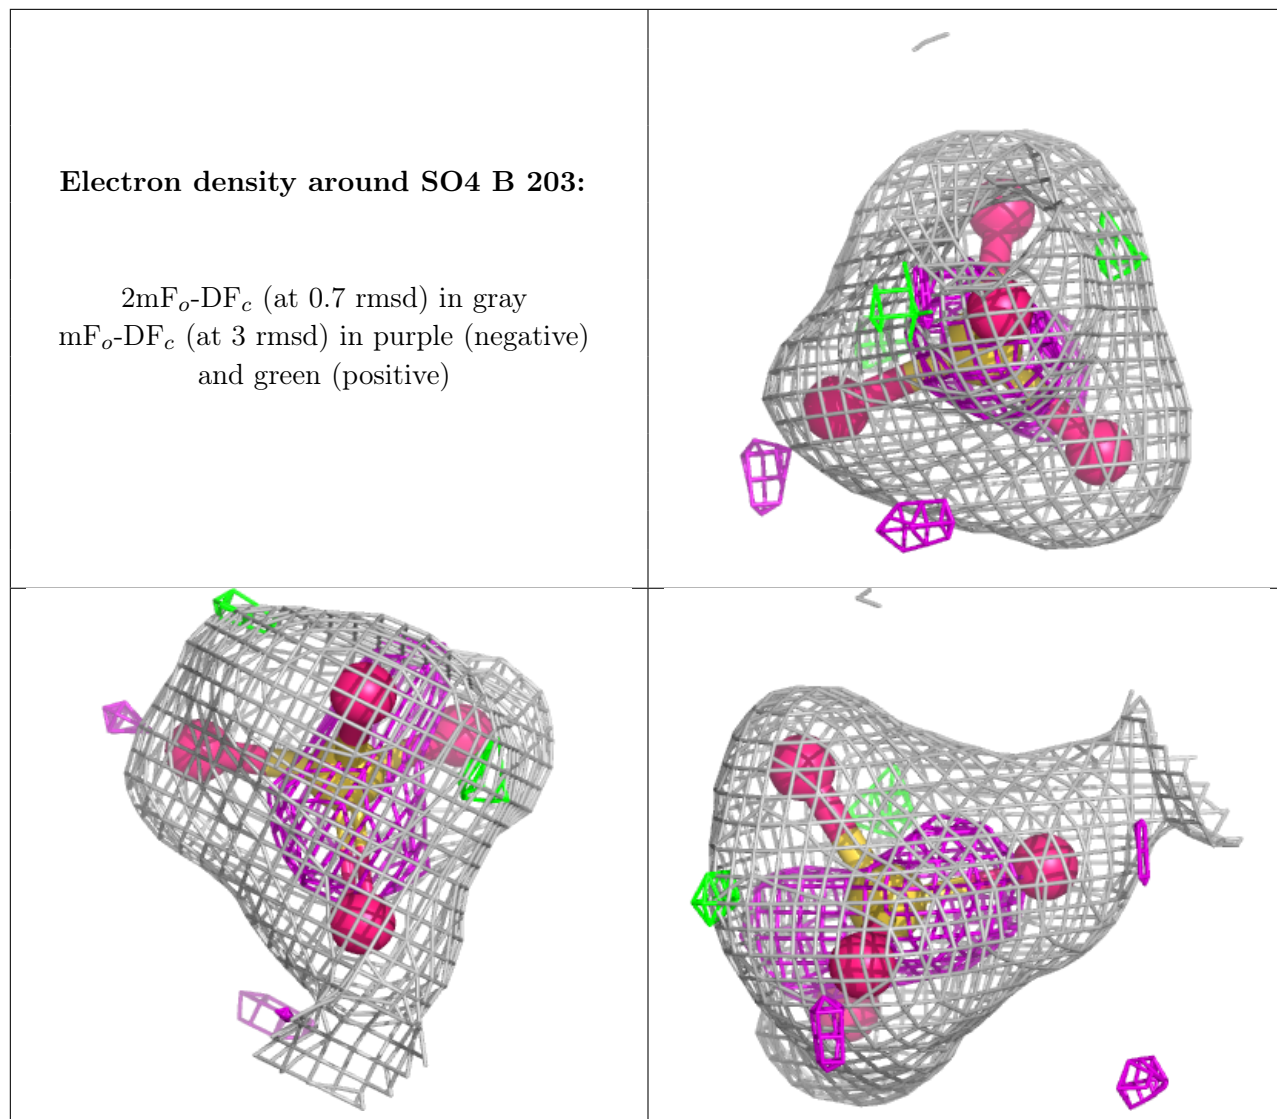 Electron density around SO4 B 203:
2mFo-DFc (at 0.7 rmsd) in gray
mFo-DFc (at 3 rmsd) in purple (negative)
and green (positive)